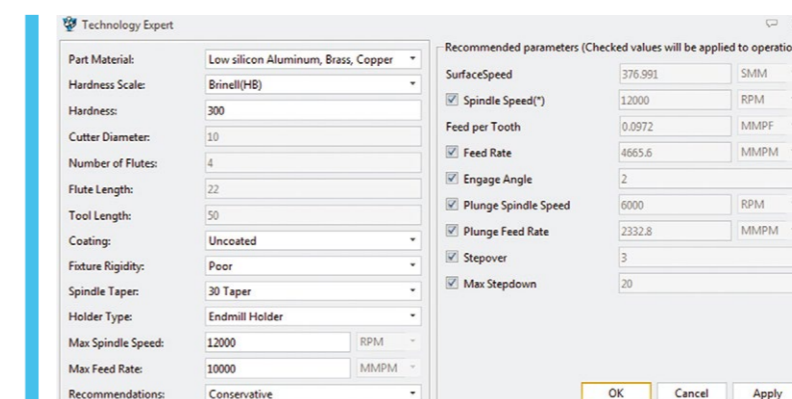 Technology Expert
Part Material:
Low silicon Aluminum, Brass, Copper
Hardness Scale:
Brinell(HB)
Hardness:
300
Cutter Diameter:
10
Number of Flutes:
4
Flute Length:
22
Tool Length:
50
Coating:
Uncoated
Fixture Rigidity:
Poor
Spindle Taper:
30 Taper
Holder Type:
Endmill Holder
Max Spindle Speed:
12000
RPM
Max Feed Rate:
10000
MMPM
Recommendations:
Conservative
Recommended parameters (Checked values will be applied to operatio
SurfaceSpeed
376.991
SMM
Spindle Speed(*)
12000
RPM
Feed per Tooth
0.0972
MMPF
Feed Rate
4665.6
MMPM
Engage Angle
2
Plunge Spindle Speed
6000
RPM
Plunge Feed Rate
2332.8
MMPM
Stepover
3
Max Stepdown
20
OK
Cancel
Apply